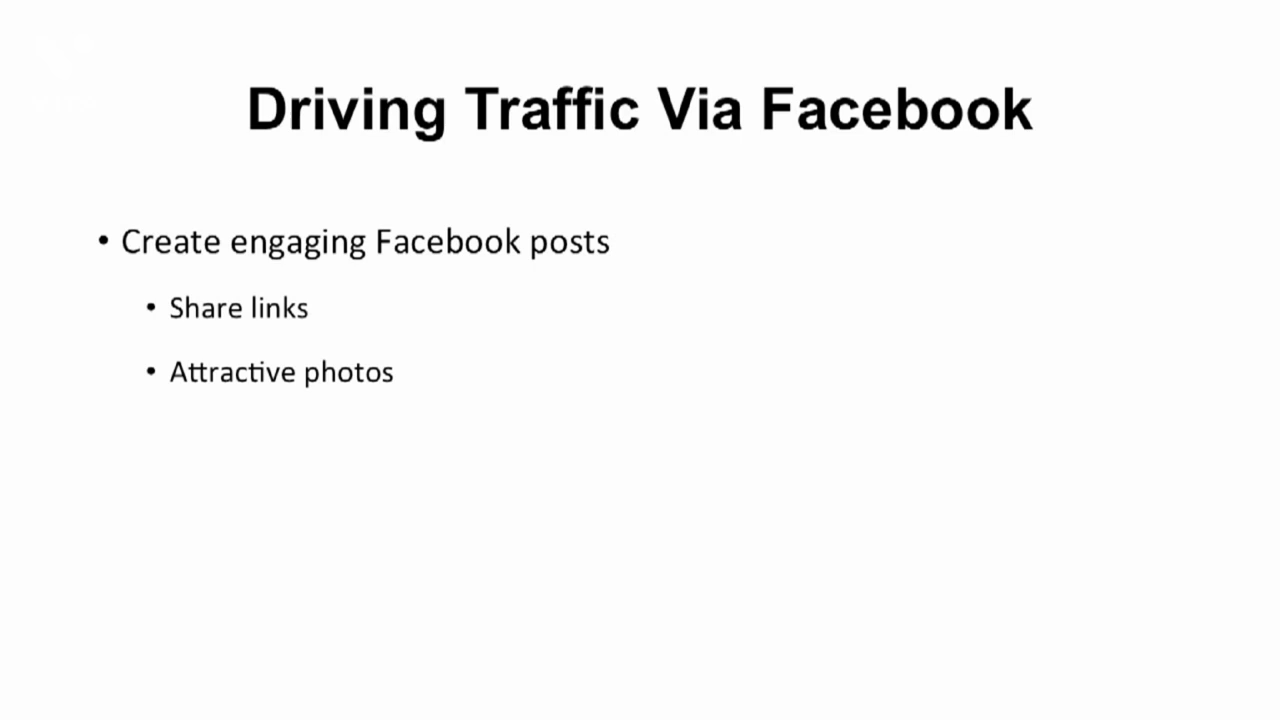 Driving Traffic Via Facebook
• Create engaging Facebook posts
• Share links
• Attractive photos